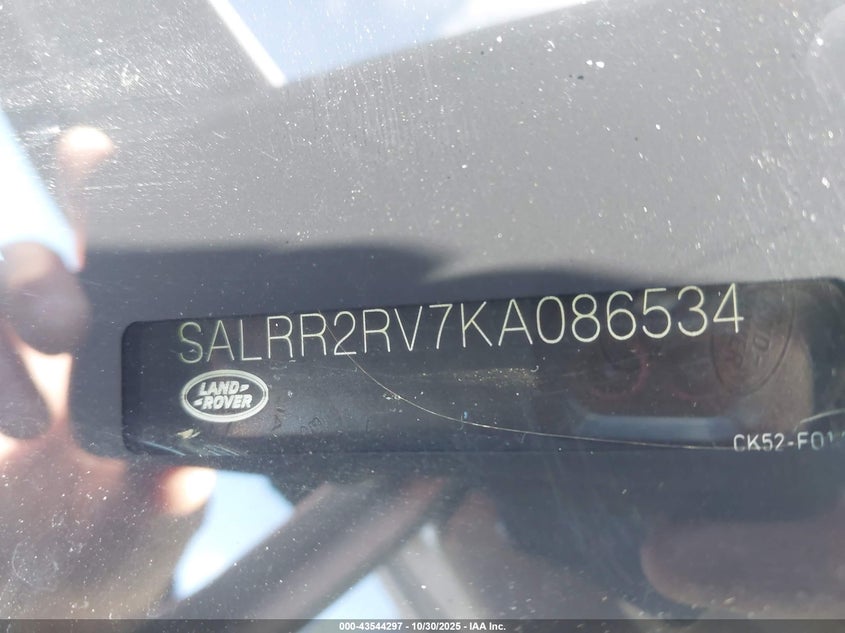 SALRR2RV7KA086534
LAND-
-ROVER
CK52-F01
000-43544297 - 10/30/2025 - IAA Inc.